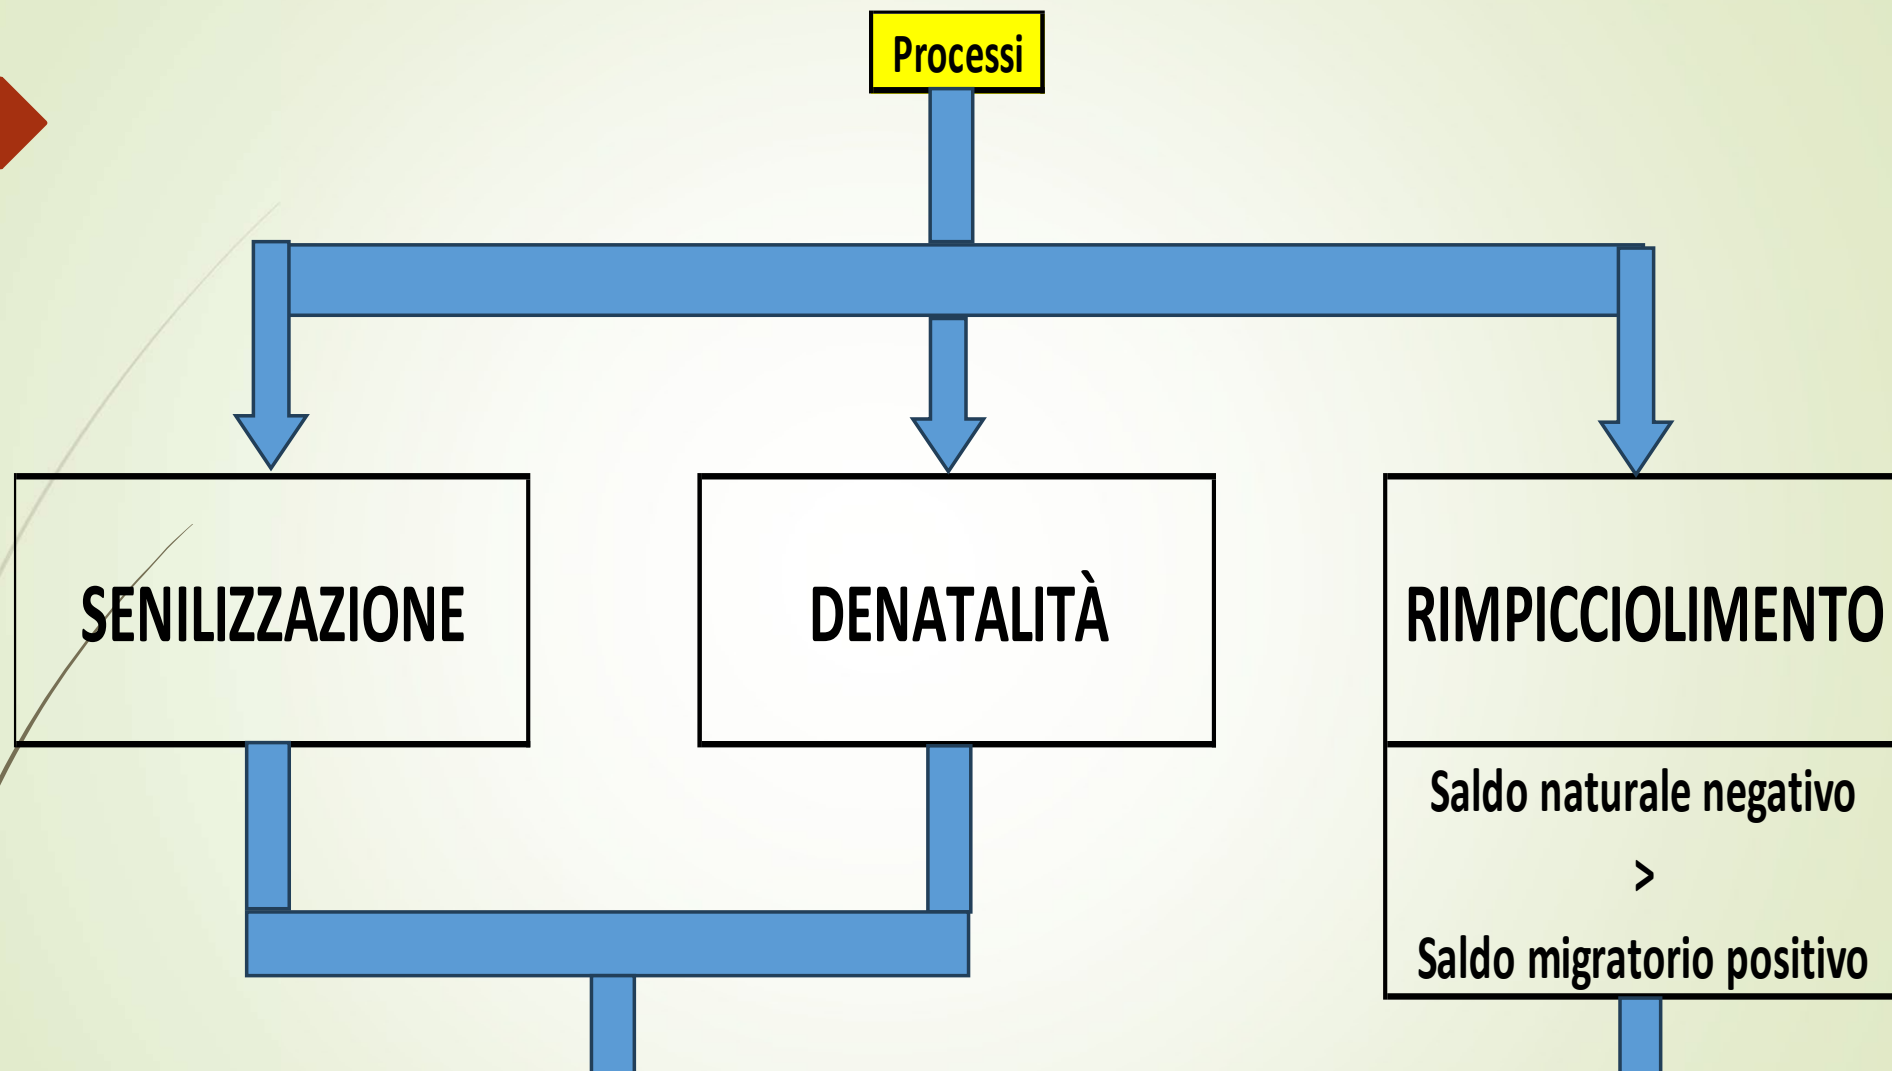 Processi
SENILIZZAZIONE
DENATALITÀ
RIMPICCIOLIMENTO
Saldo naturale negativo
>
Saldo migratorio positivo